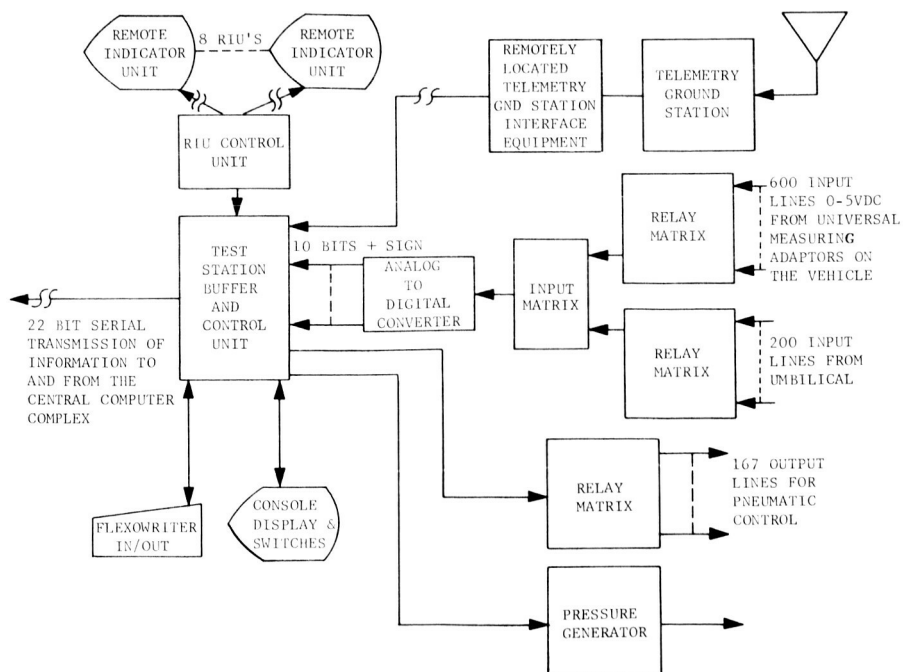 REMOTE
INDICATOR
UNIT
8 RIU'S
REMOTE
INDICATOR
UNIT
RIU CONTROL
UNIT
REMOTELY
LOCATED
TELEMETRY
GND STATION
INTERFACE
EQUIPMENT
TELEMETRY
GROUND
STATION
600 INPUT
LINES 0-5VDC
FROM UNIVERSAL
MEASURING
ADAPTORS ON
THE VEHICLE
RELAY
MATRIX
INPUT
MATRIX
10 BITS + SIGN
ANALOG
TO
DIGITAL
CONVERTER
TEST
STATION
BUFFER
AND
CONTROL
UNIT
22 BIT SERIAL
TRANSMISSION OF
INFORMATION TO
AND FROM THE
CENTRAL COMPUTER
COMPLEX
RELAY
MATRIX
200 INPUT
LINES FROM
UMBILICAL
RELAY
MATRIX
167 OUTPUT
LINES FOR
PNEUMATIC
CONTROL
FLEXOWRITER
IN/OUT
CONSOLE
DISPLAY &
SWITCHES
PRESSURE
GENERATOR